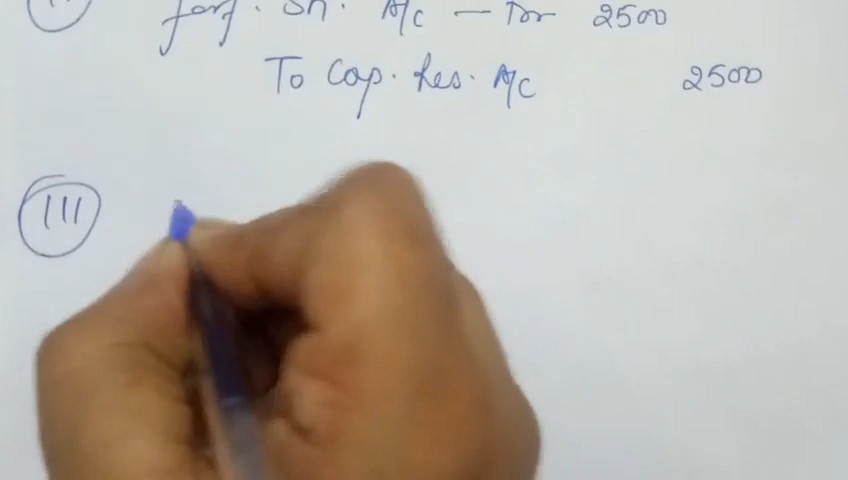 forf. Sh. A/C — Dr 2500
To Cap. Res. A/C 2500
III